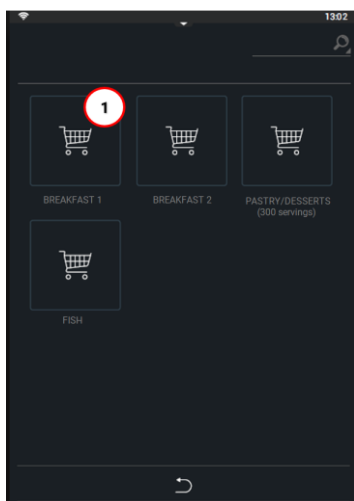 13:02
1
BREAKFAST 1
BREAKFAST 2
PASTRY/DESSERTS
(300 servings)
FISH